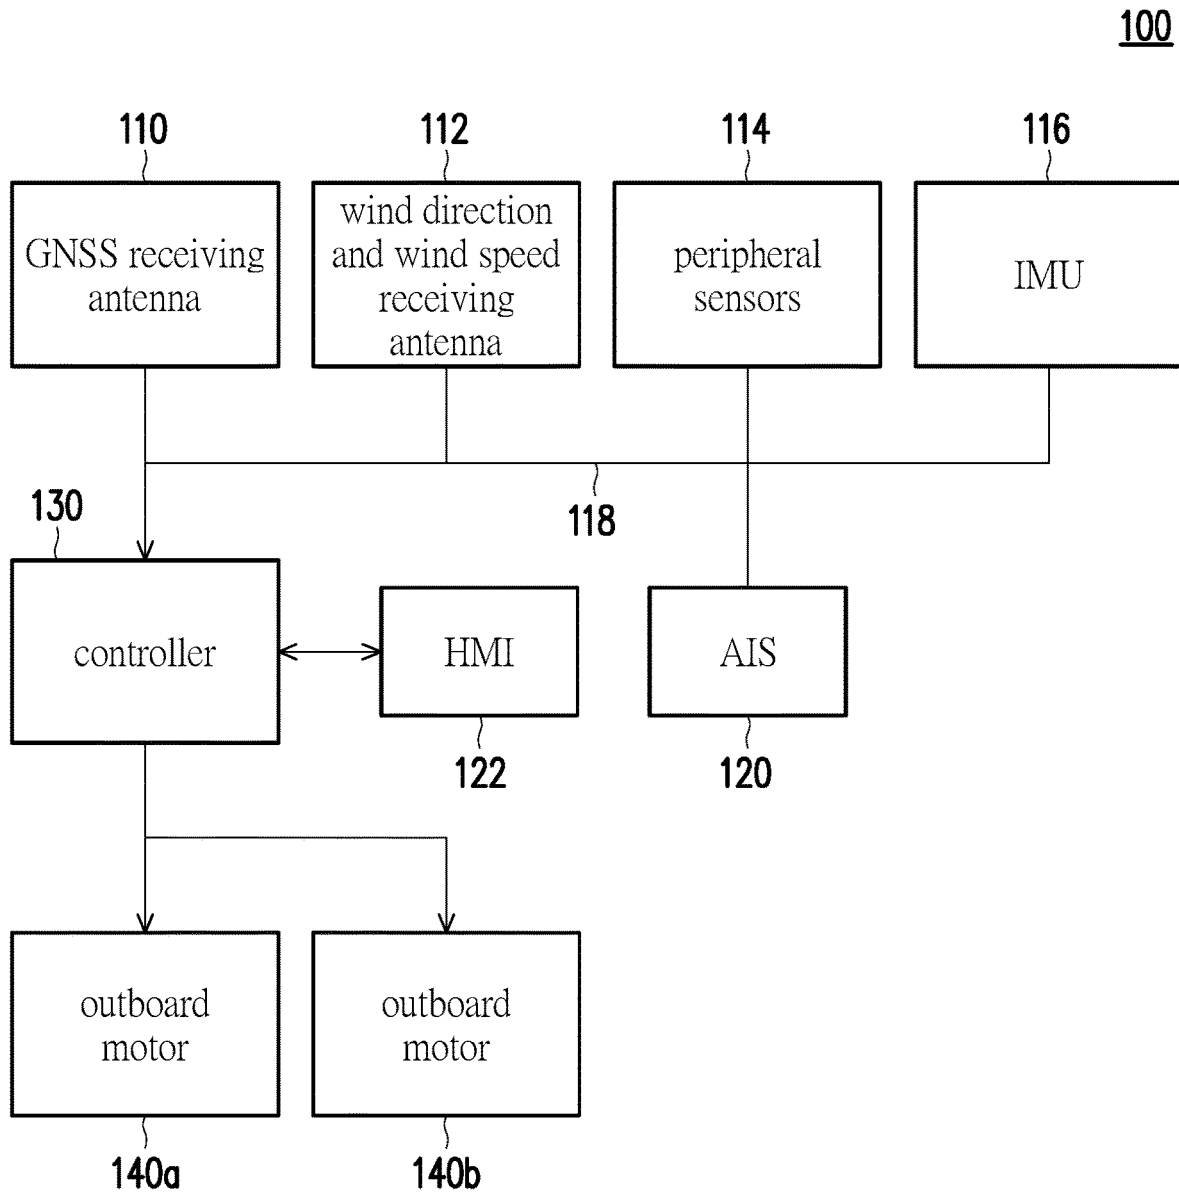 100
110
112
114
116
GNSS receiving
antenna
wind direction
and wind speed
receiving
antenna
peripheral
sensors
IMU
118
130
controller
HMI
AIS
122
120
outboard
motor
outboard
motor
140a
140b